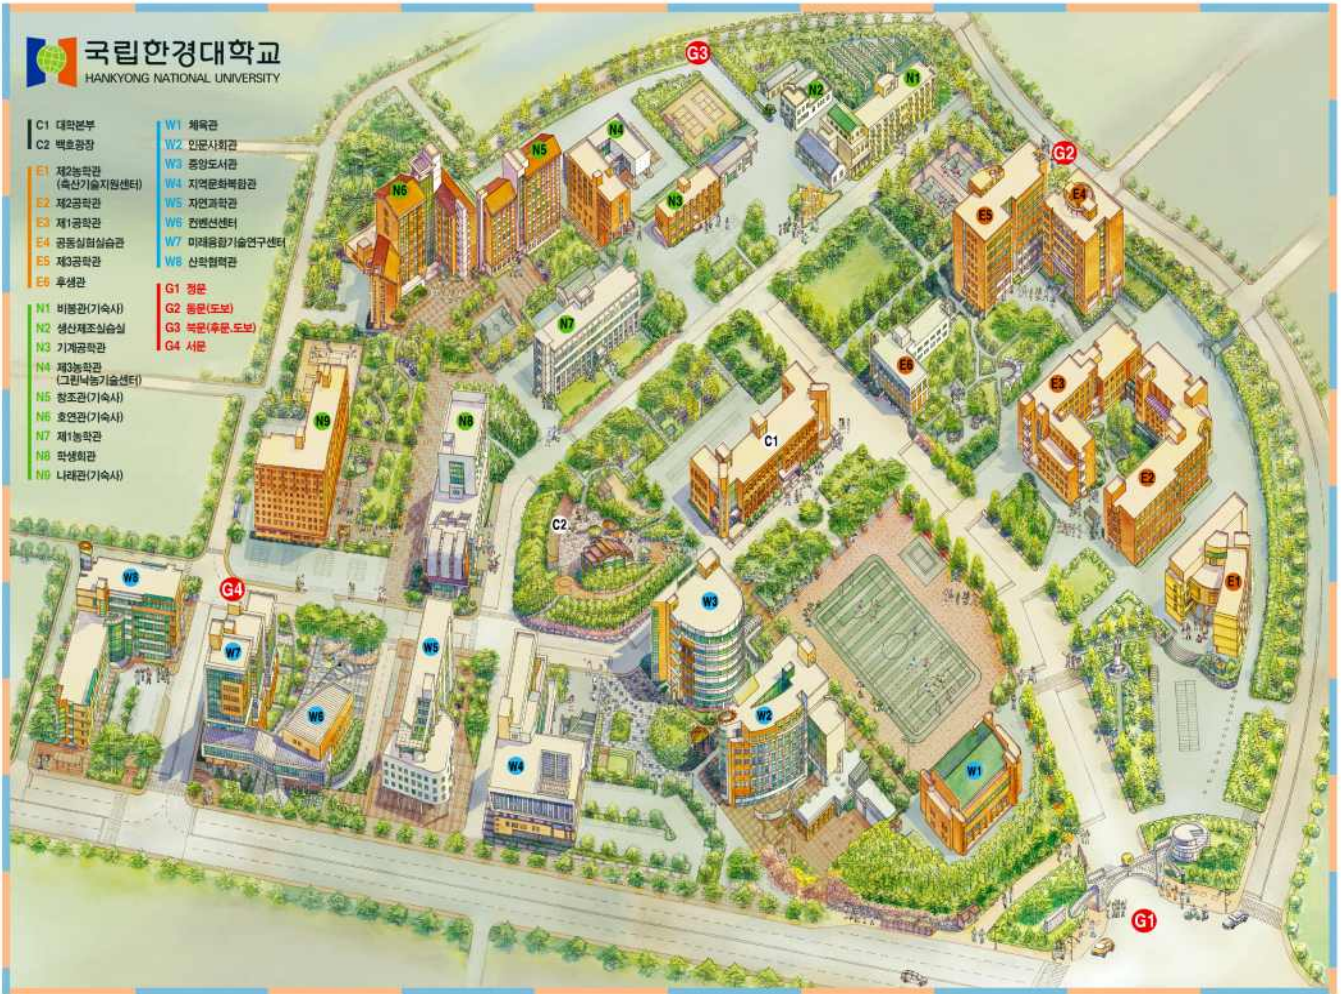 국립한경대학교
HANKYONG NATIONAL UNIVERSITY
C1 대학본부
C2 백호광장
E1 제2농학관
(축산기술지원센터)
E2 제2공학관
E3 제1공학관
E4 공동실험실습관
E5 제3공학관
E6 후생관
N1 비봉관(기숙사)
N2 생산제조실습실
N3 기계공학관
N4 제3농학관
(그린낙농기술센터)
N5 창조관(기숙사)
N6 호연관(기숙사)
N7 제1농학관
N8 학생회관
N9 나래관(기숙사)
W1 체육관
W2 인문사회관
W3 중앙도서관
W4 지역문화복합관
W5 자연과학관
W6 컨벤션센터
W7 미래융합기술연구센터
W8 산학협력관
G1 정문
G2 동문(도보)
G3 북문(후문.도보)
G4 서문
G3
N2
N1
N4
N5
G2
N6
N3
E4
E5
N7
E6
E3
N9
N8
C1
E2
C2
W8
G4
E1
W3
W5
W7
W6
W2
W4
W1
G1